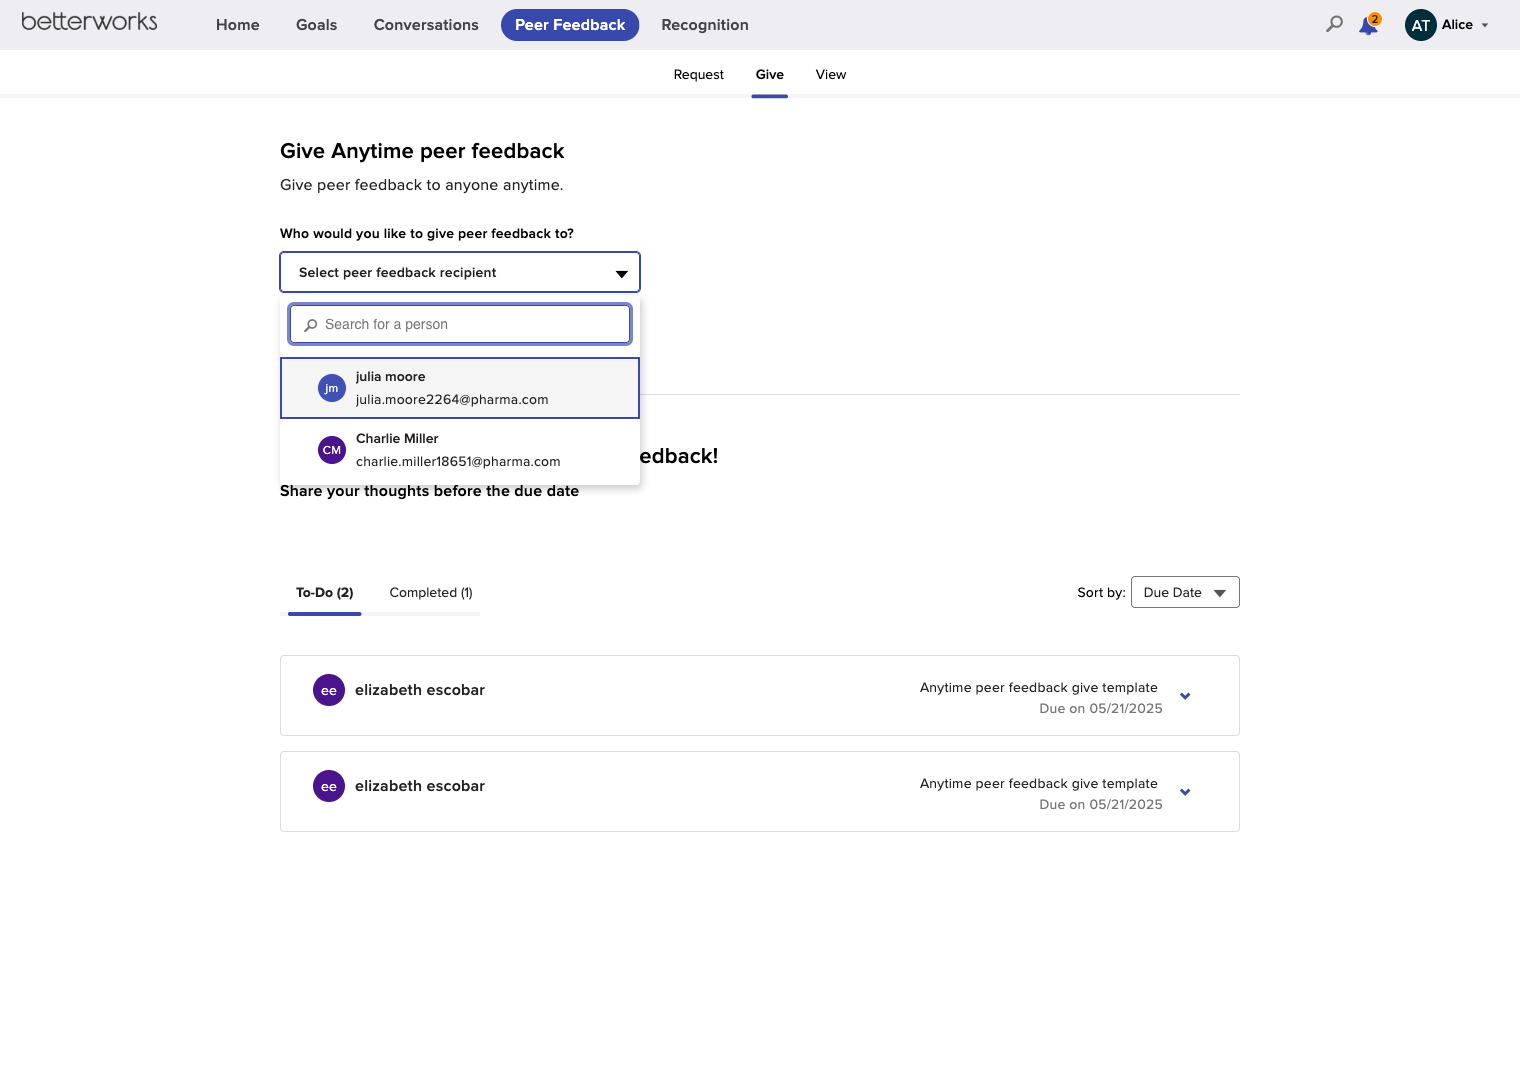 betterworks
Home Goals Conversations Peer Feedback Recognition
2
AT Alice
Request Give View
Give Anytime peer feedback
Give peer feedback to anyone anytime.
Who would you like to give peer feedback to?
Select peer feedback recipient
Search for a person
jm julia moore
julia.moore2264@pharma.com
CM Charlie Miller
charlie.miller18651@pharma.com
edback!
Share your thoughts before the due date
To-Do (2) Completed (1) Sort by: Due Date
ee elizabeth escobar Anytime peer feedback give template
Due on 05/21/2025
ee elizabeth escobar Anytime peer feedback give template
Due on 05/21/2025